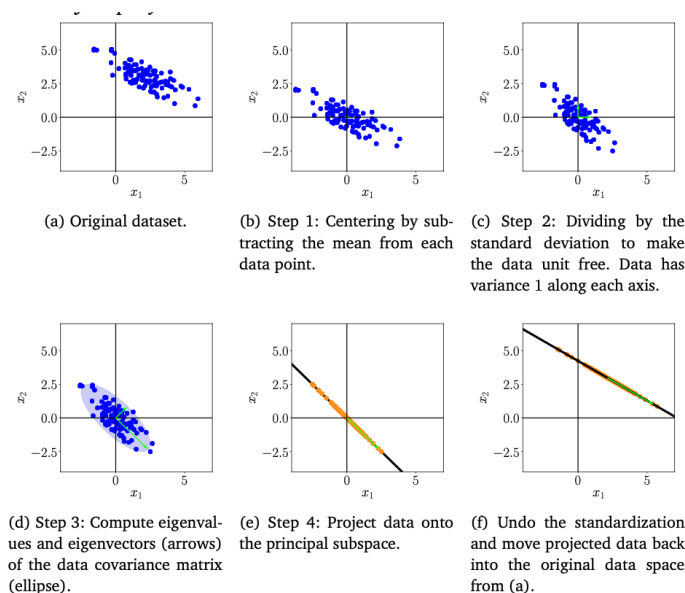 5.0
2.5
0.0
−2.5
x2
0
5
x1
5.0
2.5
0.0
−2.5
x2
0
5
x1
5.0
2.5
0.0
−2.5
x2
0
5
x1
(a) Original dataset.
(b) Step 1: Centering by sub-
tracting the mean from each
data point.
(c) Step 2: Dividing by the
standard deviation to make
the data unit free. Data has
variance 1 along each axis.
5.0
2.5
0.0
−2.5
x2
0
5
x1
5.0
2.5
0.0
−2.5
x2
0
5
x1
5.0
2.5
0.0
−2.5
x2
0
5
x1
(d) Step 3: Compute eigenval-
ues and eigenvectors (arrows)
of the data covariance matrix
(ellipse).
(e) Step 4: Project data onto
the principal subspace.
(f) Undo the standardization
and move projected data back
into the original data space
from (a).